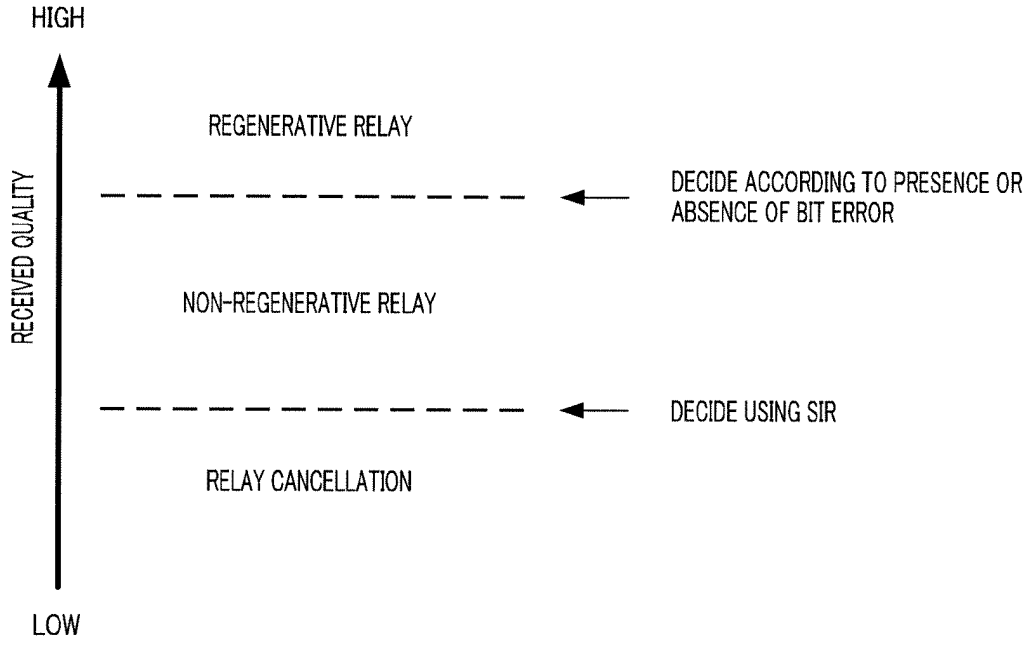 HIGH
REGENERATIVE RELAY
DECIDE ACCORDING TO PRESENCE OR
ABSENCE OF BIT ERROR
RECEIVED QUALITY
NON-REGENERATIVE RELAY
DECIDE USING SIR
RELAY CANCELLATION
LOW